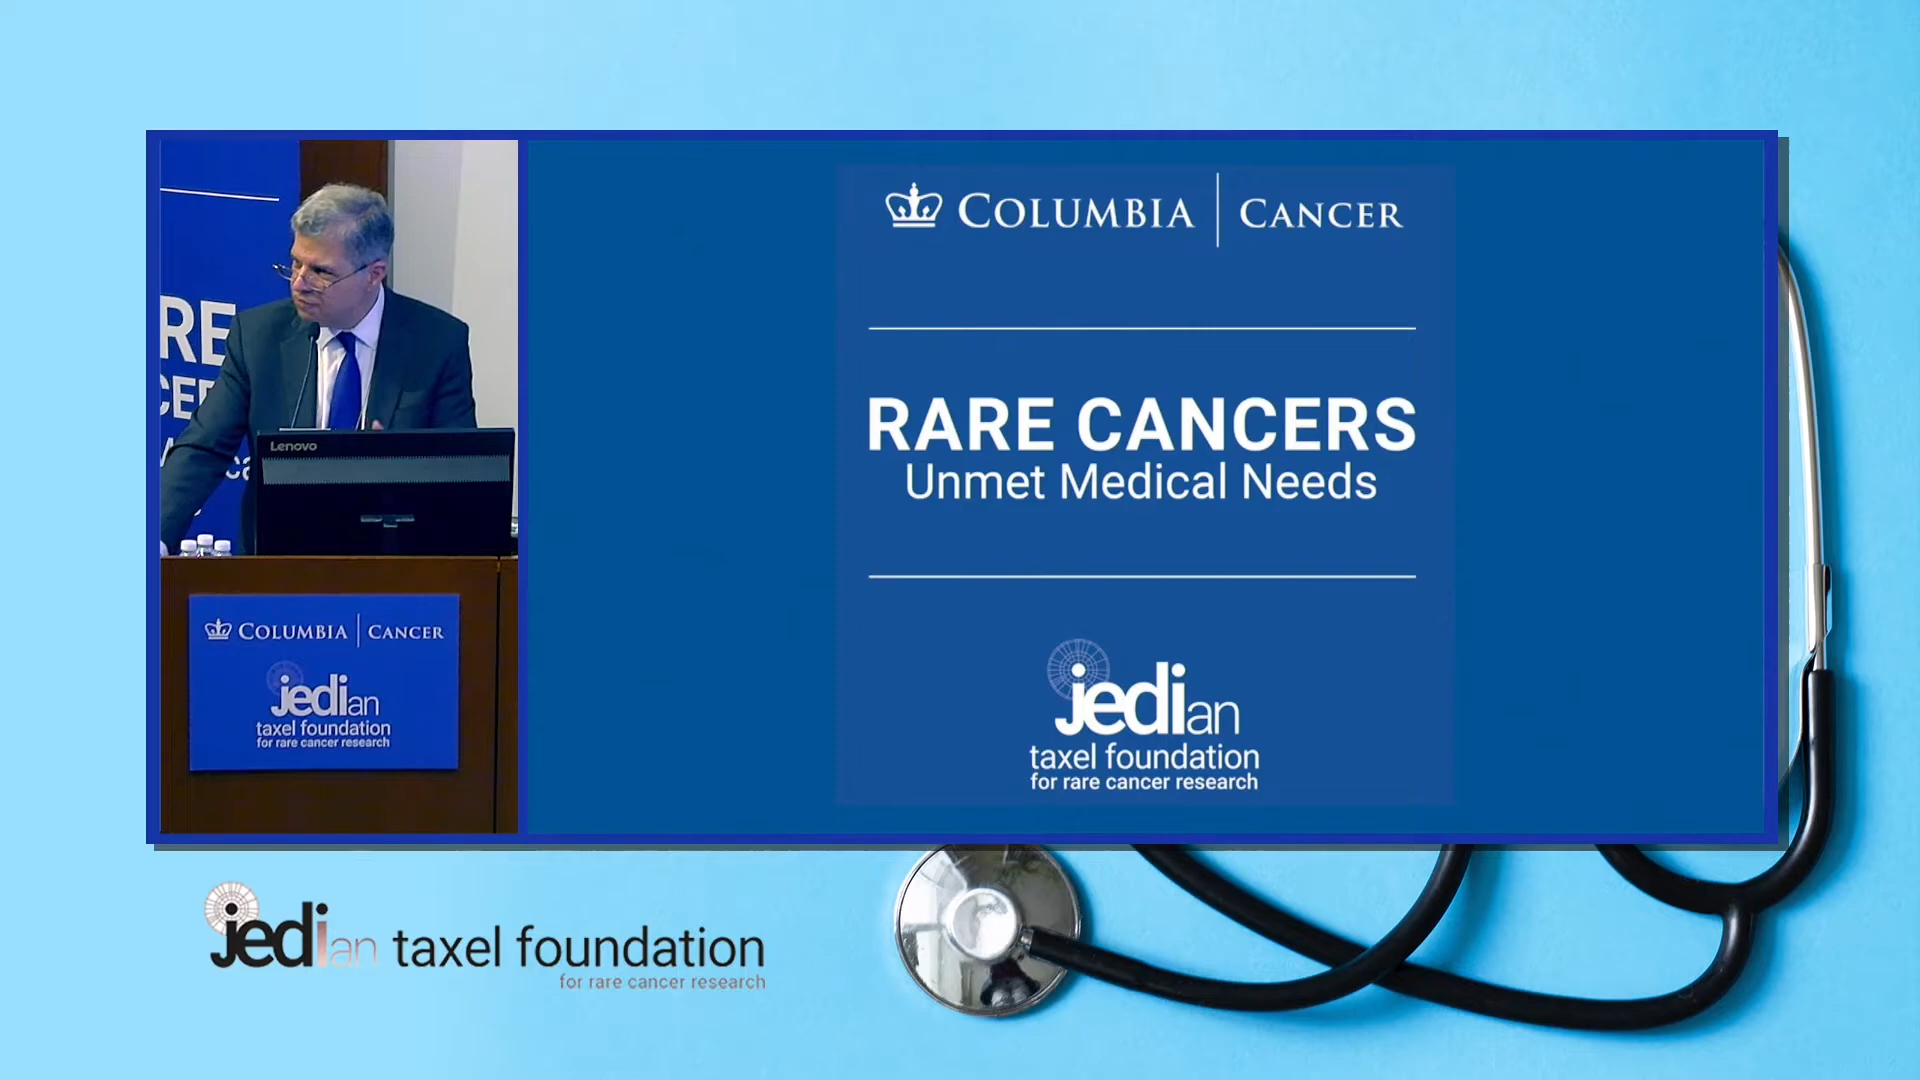 RE
Lenovo
COLUMBIA | CANCER
jedian
taxel foundation
for rare cancer research
COLUMBIA | CANCER
RARE CANCERS
Unmet Medical Needs
jedian
taxel foundation
for rare cancer research
jedian taxel foundation
for rare cancer research